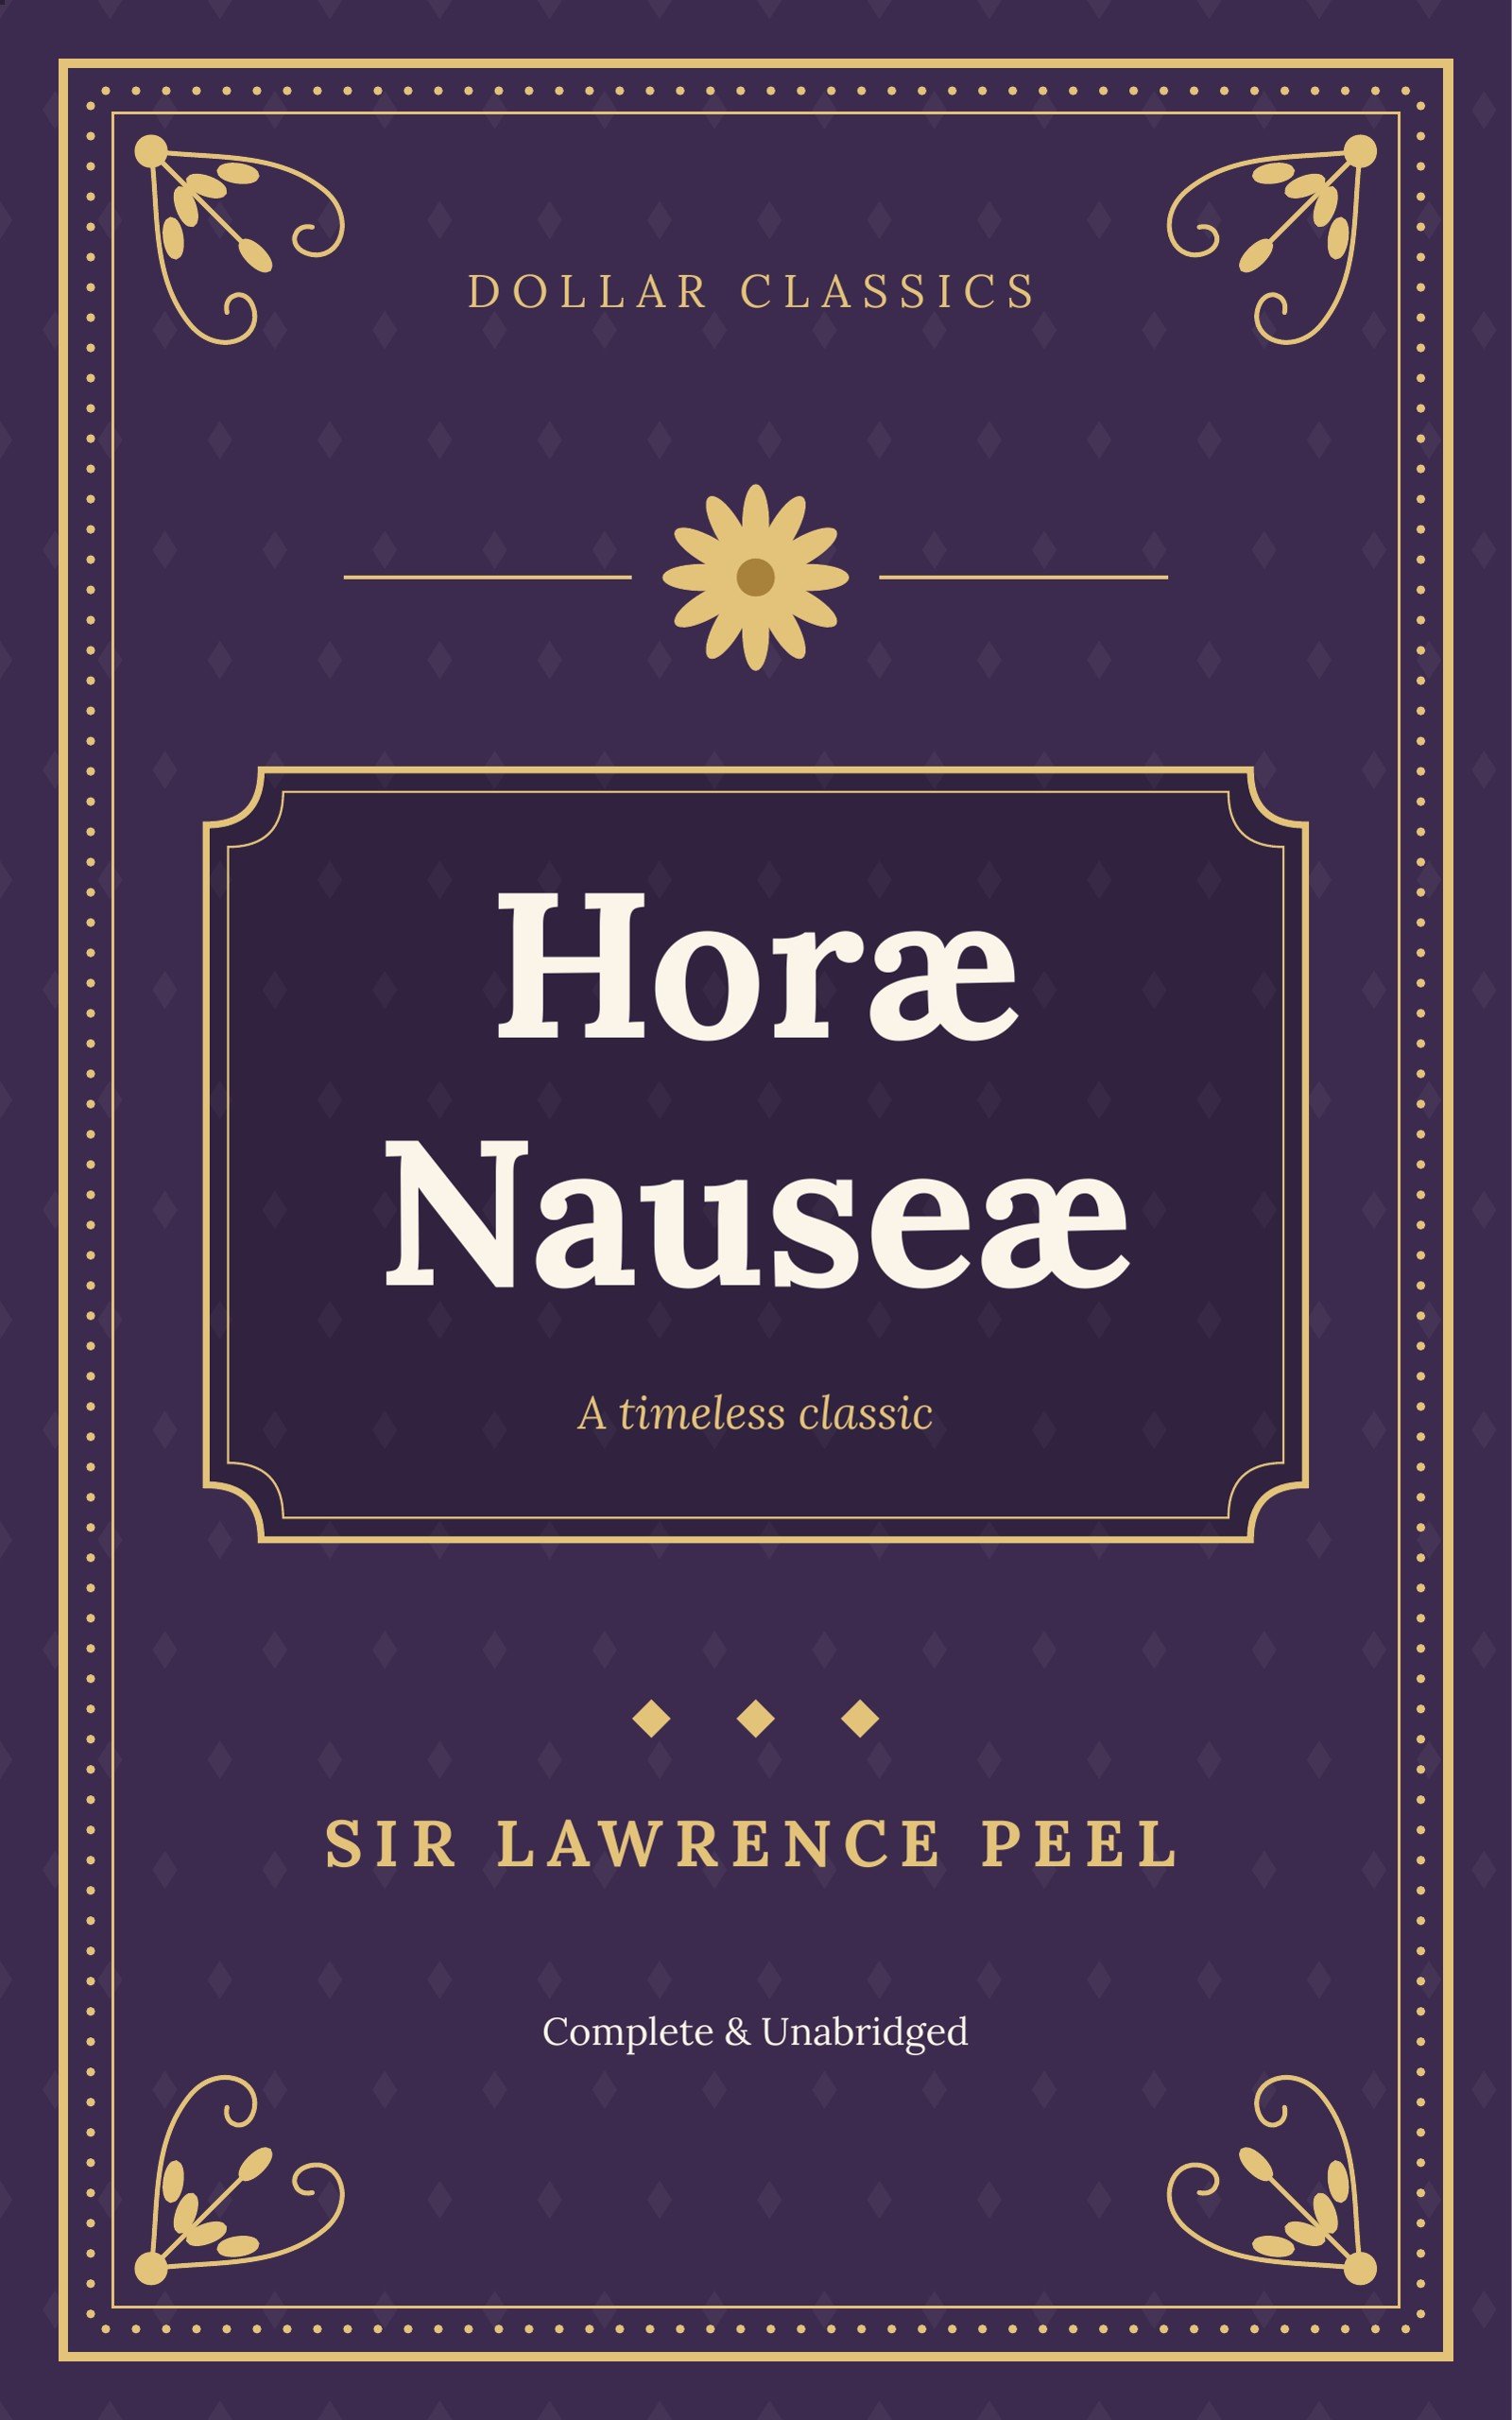 DOLLAR CLASSICS
Horæ
Nauseæ
A timeless classic
SIR LAWRENCE PEEL
Complete & Unabridged